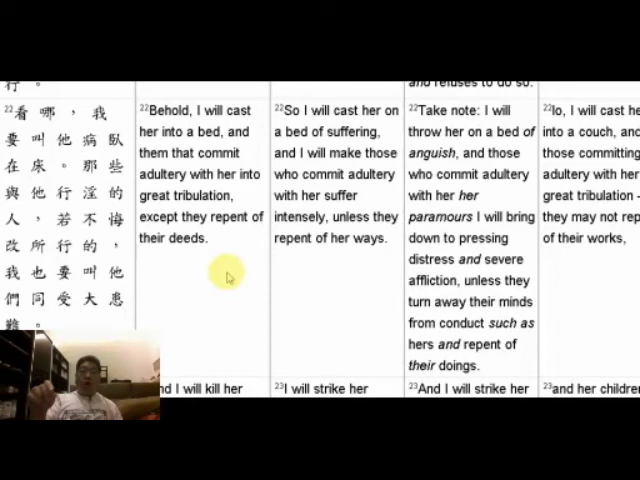 行 。
22看 哪 ， 我
要 叫 他 病 臥
在 床 。 那 些
與 他 行 淫 的
人 ， 若 不 悔
改 所 行 的 ，
我 也 要 叫 他
們 同 受 大 患
難 。
22Behold, I will cast
her into a bed, and
them that commit
adultery with her into
great tribulation,
except they repent of
their deeds.
nd I will kill her
22So I will cast her on
a bed of suffering,
and I will make those
who commit adultery
with her suffer
intensely, unless they
repent of her ways.
23I will strike her
and refuses to do so.
22Take note: I will
throw her on a bed of
anguish, and those
who commit adultery
with her her
paramours I will bring
down to pressing
distress and severe
affliction, unless they
turn away their minds
from conduct such as
hers and repent of
their doings.
23And I will strike her
22lo, I will cast he
into a couch, and
those committing
adultery with her
great tribulation -
they may not rep
of their works,
23and her children